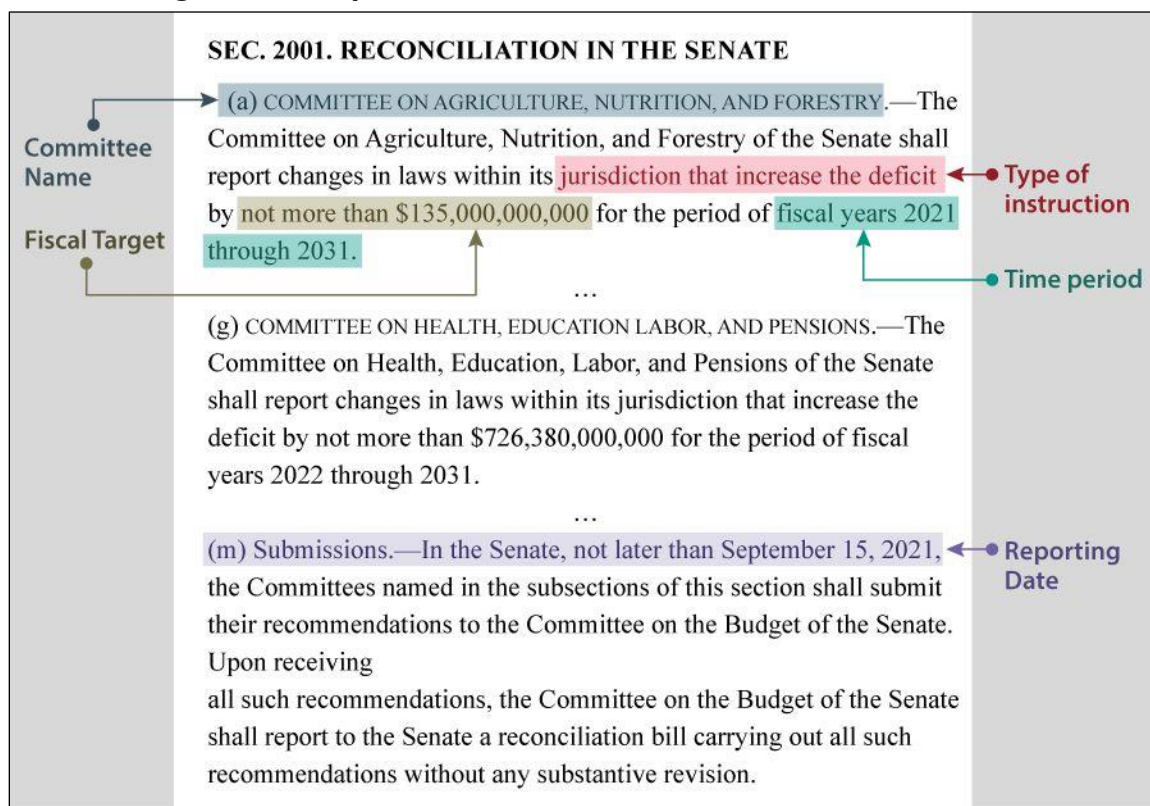 SEC. 2001. RECONCILIATION IN THE SENATE
(a) COMMITTEE ON AGRICULTURE, NUTRITION, AND FORESTRY.—The
Committee on Agriculture, Nutrition, and Forestry of the Senate shall
report changes in laws within its jurisdiction that increase the deficit
by not more than $135,000,000,000 for the period of fiscal years 2021
through 2031.
…
(g) COMMITTEE ON HEALTH, EDUCATION LABOR, AND PENSIONS.—The
Committee on Health, Education, Labor, and Pensions of the Senate
shall report changes in laws within its jurisdiction that increase the
deficit by not more than $726,380,000,000 for the period of fiscal
years 2022 through 2031.
…
(m) Submissions.—In the Senate, not later than September 15, 2021,
the Committees named in the subsections of this section shall submit
their recommendations to the Committee on the Budget of the Senate.
Upon receiving
all such recommendations, the Committee on the Budget of the Senate
shall report to the Senate a reconciliation bill carrying out all such
recommendations without any substantive revision.
Committee
Name
Fiscal Target
Type of
instruction
Time period
Reporting
Date